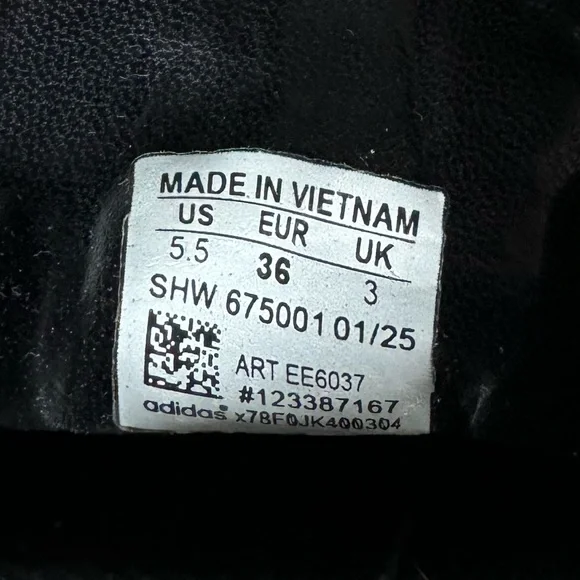 MADE IN VIETNAM
US EUR UK
5.5 36 3
SHW 675001 01/25
ART EE6037
#123387167
adidas x78F0JK400304